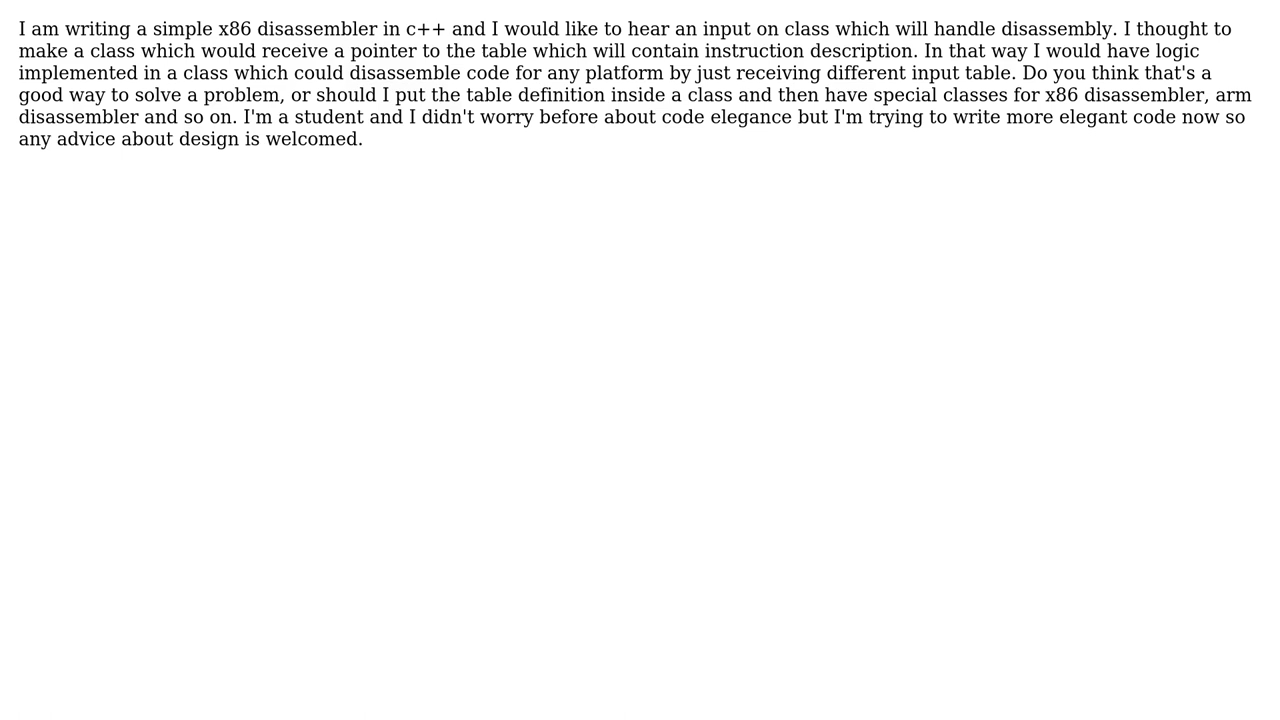 I am writing a simple x86 disassembler in c++ and I would like to hear an input on class which will handle disassembly. I thought to
make a class which would receive a pointer to the table which will contain instruction description. In that way I would have logic
implemented in a class which could disassemble code for any platform by just receiving different input table. Do you think that's a
good way to solve a problem, or should I put the table definition inside a class and then have special classes for x86 disassembler, arm
disassembler and so on. I'm a student and I didn't worry before about code elegance but I'm trying to write more elegant code now so
any advice about design is welcomed.